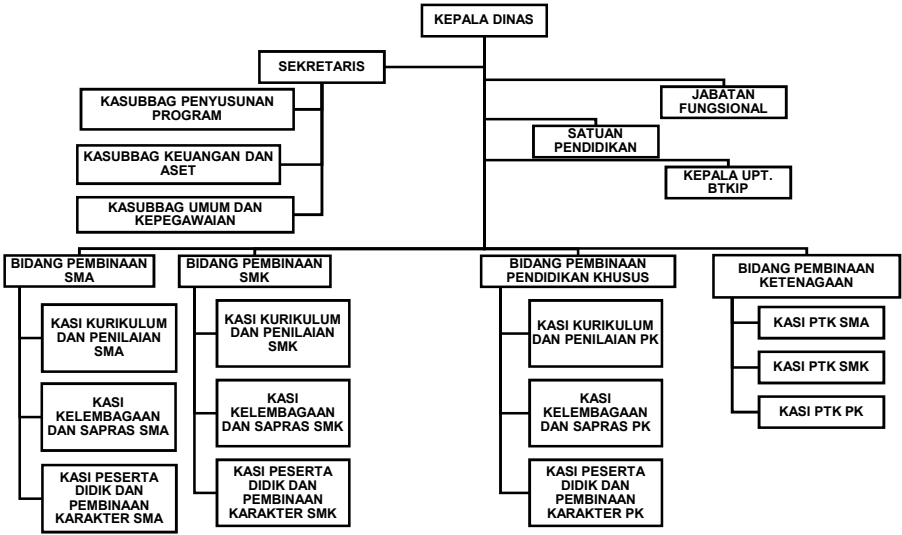 KEPALA DINAS
SEKRETARIS
KASUBBAG PENYUSUNAN
PROGRAM
JABATAN
FUNGSIONAL
SATUAN
PENDIDIKAN
KASUBBAG KEUANGAN DAN
ASET
KEPALA UPT.
BTKIP
KASUBBAG UMUM DAN
KEPEGAWAIAN
BIDANG PEMBINAAN
SMA
BIDANG PEMBINAAN
SMK
BIDANG PEMBINAAN
PENDIDIKAN KHUSUS
BIDANG PEMBINAAN
KETENAGAAN
KASI KURIKULUM
DAN PENILAIAN
SMA
KASI KURIKULUM
DAN PENILAIAN
SMK
KASI KURIKULUM
DAN PENILAIAN PK
KASI PTK SMA
KASI PTK SMK
KASI PTK PK
KASI
KELEMBAGAAN
DAN SAPRAS SMA
KASI
KELEMBAGAAN
DAN SAPRAS SMK
KASI
KELEMBAGAAN
DAN SAPRAS PK
KASI PESERTA
DIDIK DAN
PEMBINAAN
KARAKTER SMA
KASI PESERTA
DIDIK DAN
PEMBINAAN
KARAKTER SMK
KASI PESERTA
DIDIK DAN
PEMBINAAN
KARAKTER PK